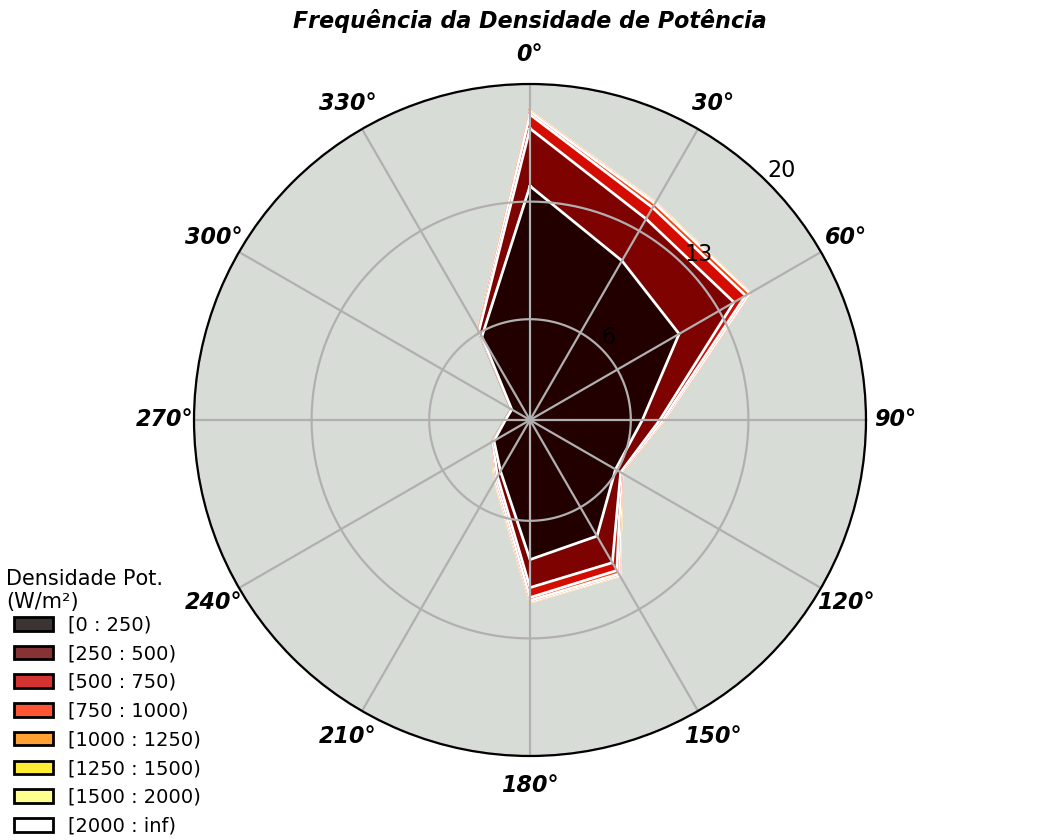 Frequência da Densidade de Potência
0°
330°
30°
20
300°
60°
13
6
270°
90°
Densidade Pot.
(W/m²)
240°
120°
[0 : 250)
[250 : 500)
[500 : 750)
[750 : 1000)
210°
150°
[1000 : 1250)
[1250 : 1500)
180°
[1500 : 2000)
[2000 : inf)